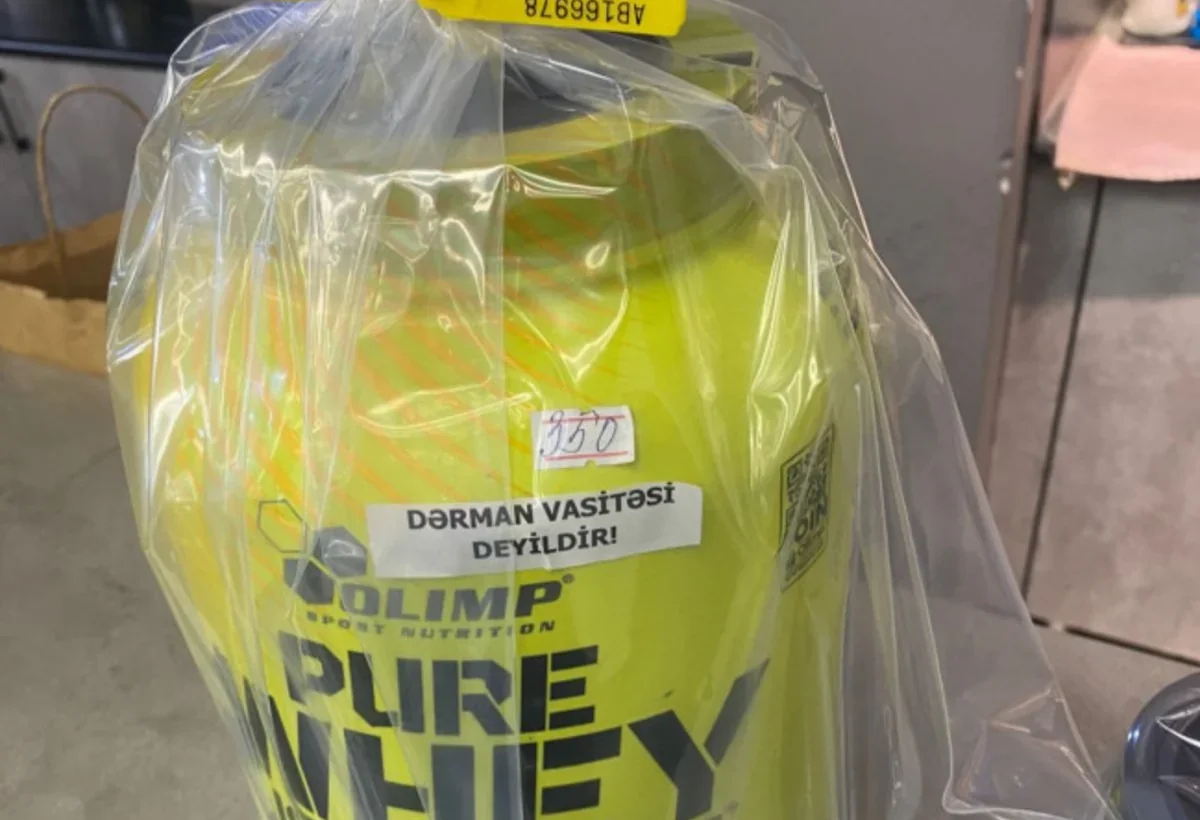 AB166978
350
DƏRMAN VASİTƏSİ
DEYİLDİR!
OLIMP®
SPORT NUTRITION
PURE
WHEY